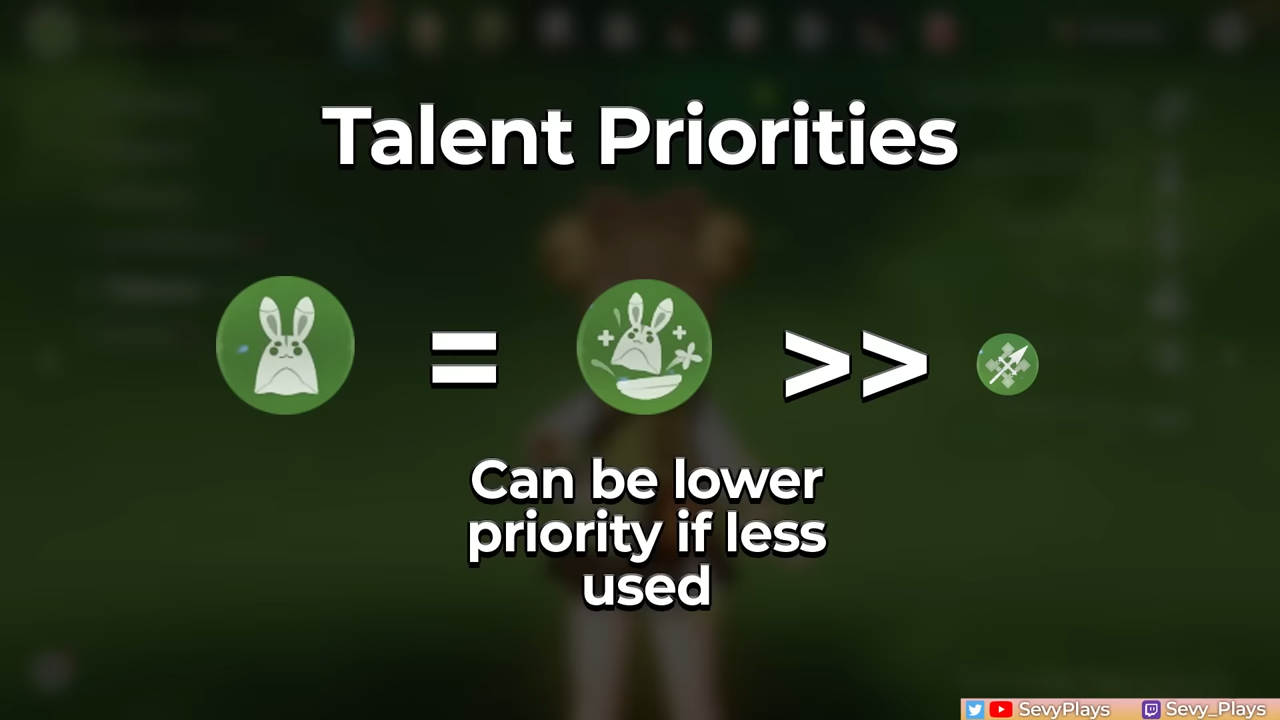 Talent Priorities
= >>
Can be lower
priority if less
used
SevyPlays Sevy_Plays